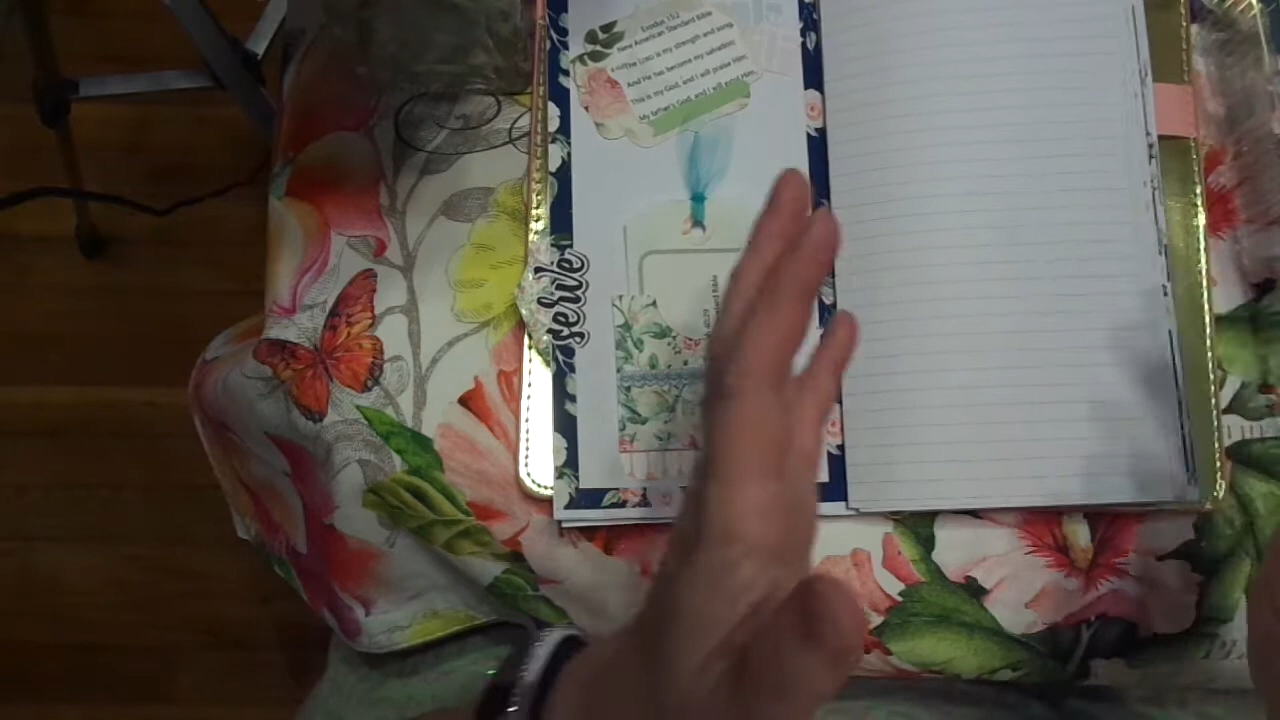 Exodus 15:2
New American Standard Bible
"The LORD is my strength and song,
And He has become my salvation;
This is my God, and I will praise Him;
My father's God, and I will extol Him.
serve